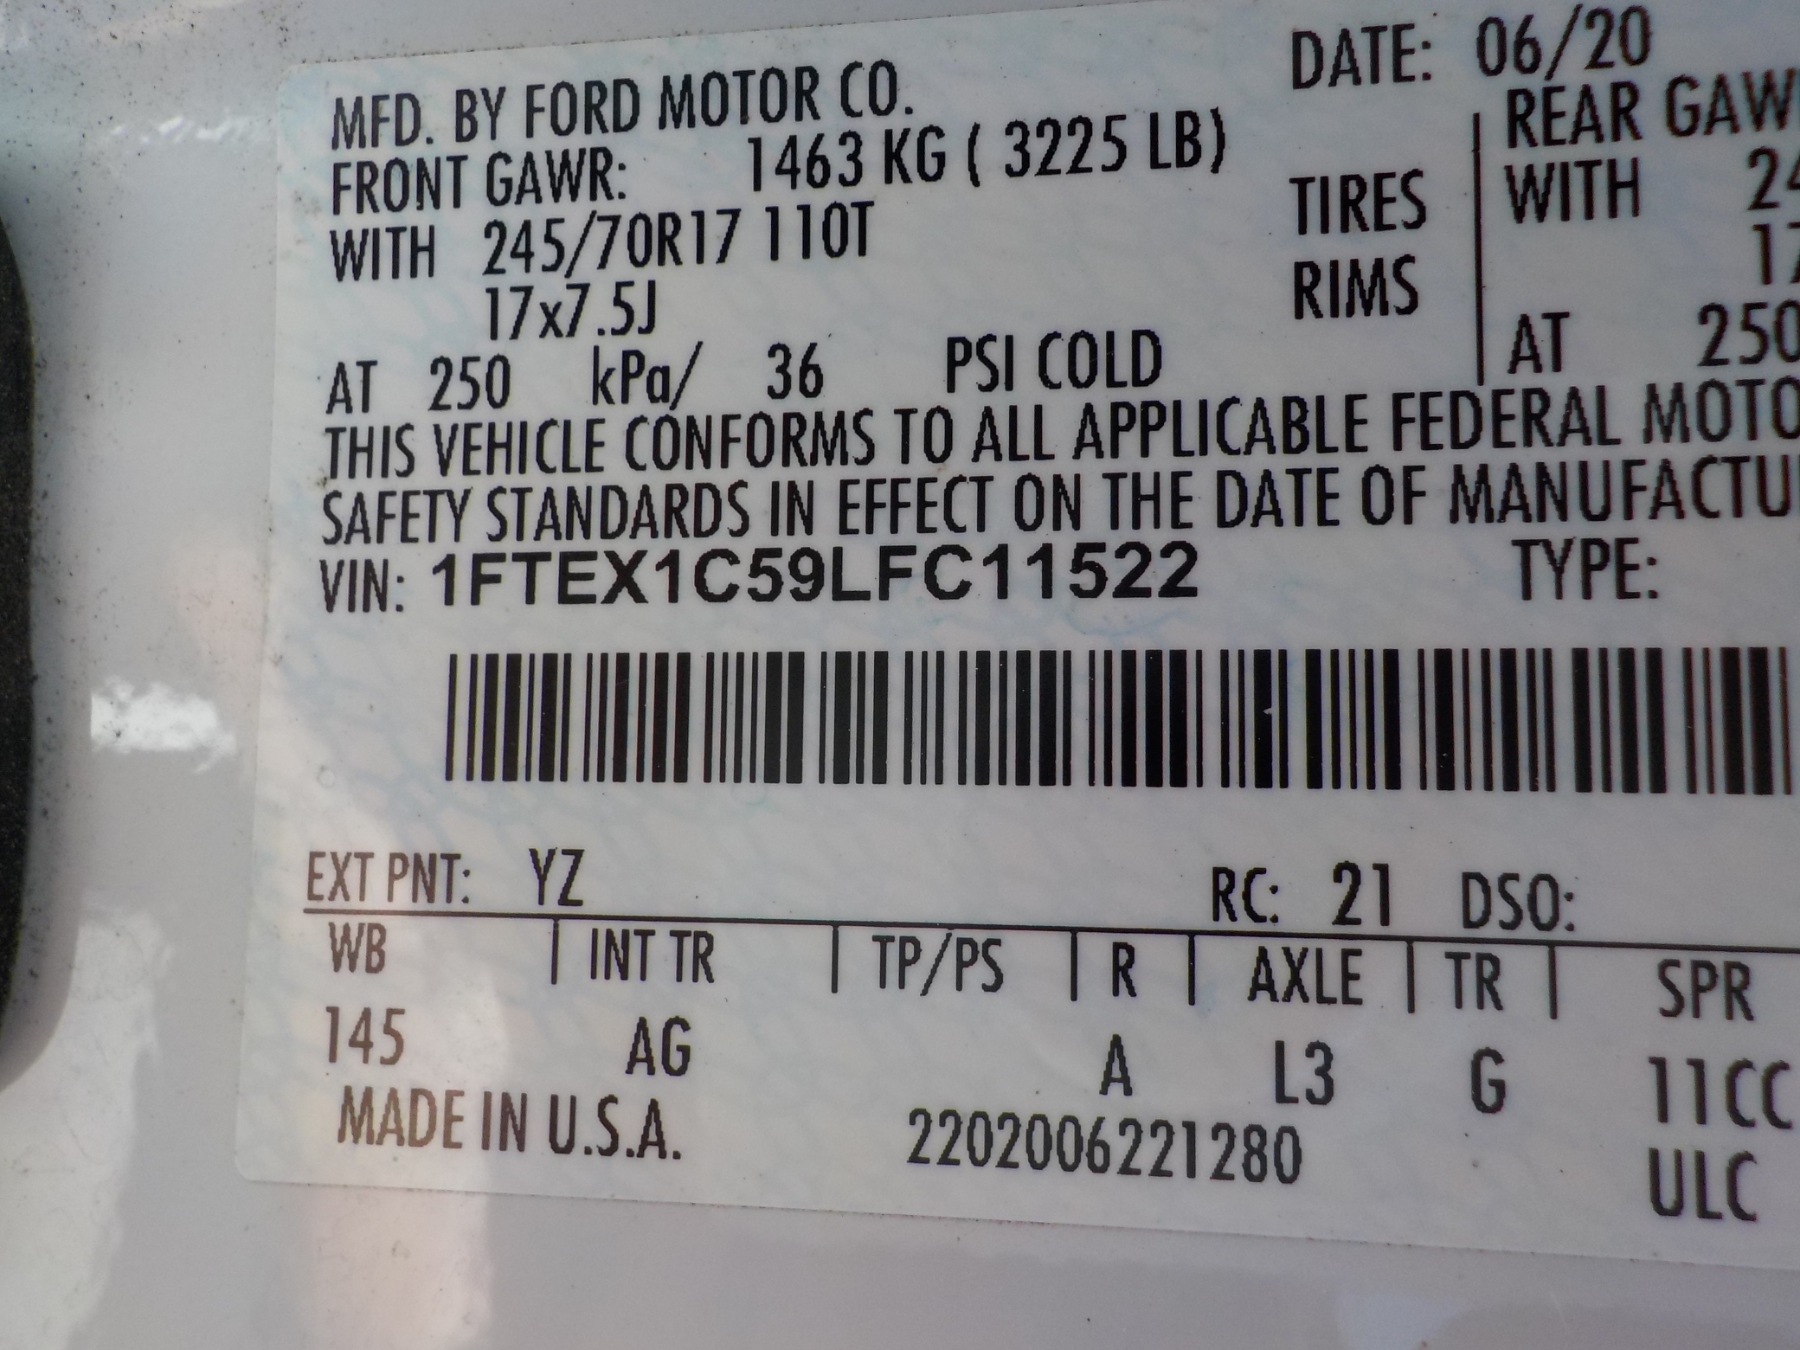 DATE: 06/20
MFD. BY FORD MOTOR CO.
FRONT GAWR: 1463 KG ( 3225 LB)
REAR GAW
WITH 245/70R17 110T TIRES WITH 24
17x7.5J RIMS 17
AT 250 kPa/ 36 PSI COLD AT 250
THIS VEHICLE CONFORMS TO ALL APPLICABLE FEDERAL MOTO
SAFETY STANDARDS IN EFFECT ON THE DATE OF MANUFACTU
VIN: 1FTEX1C59LFC11522 TYPE:
EXT PNT: YZ RC: 21 DSO:
WB INT TR TP/PS R AXLE TR SPR
145 AG A L3 G 11CC
MADE IN U.S.A. 2202006221280 ULC